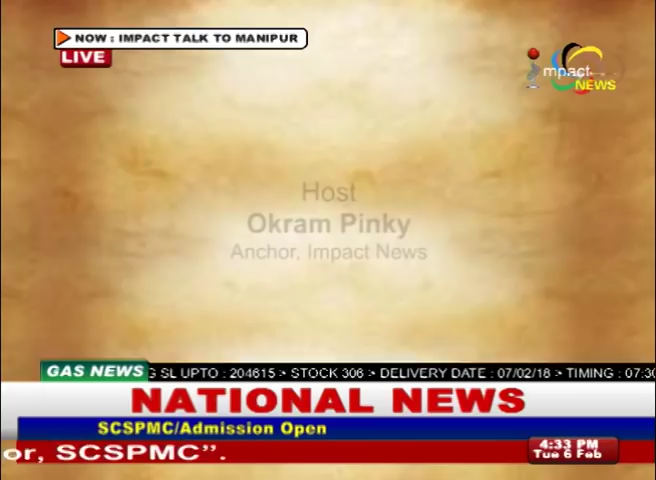 NOW : IMPACT TALK TO MANIPUR
LIVE
impact
NEWS
Host
Okram Pinky
Anchor, Impact News
GAS NEWS
G SL UPTO : 204615 > STOCK 306 > DELIVERY DATE : 07/02/18 > TIMING : 07:30
NATIONAL NEWS
SCSPMC/Admission Open
or, SCSPMC”.
4:33 PM
Tue 6 Feb